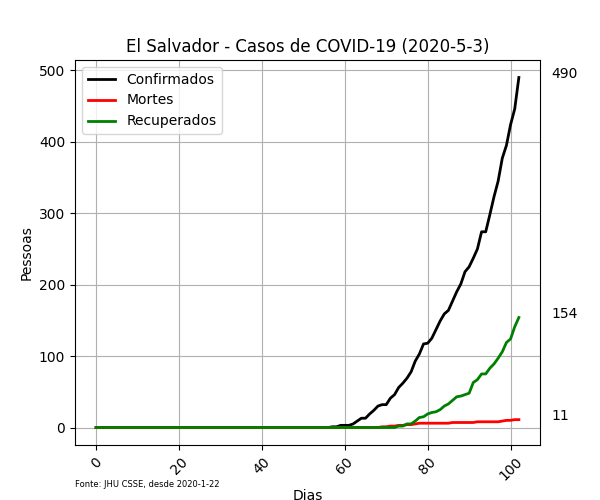 El Salvador - Casos de COVID-19 (2020-5-3)
500
400
300
200
100
0
Pessoas
Confirmados
Mortes
Recuperados
490
154
11
0
20
40
60
80
100
Fonte: JHU CSSE, desde 2020-1-22
Dias